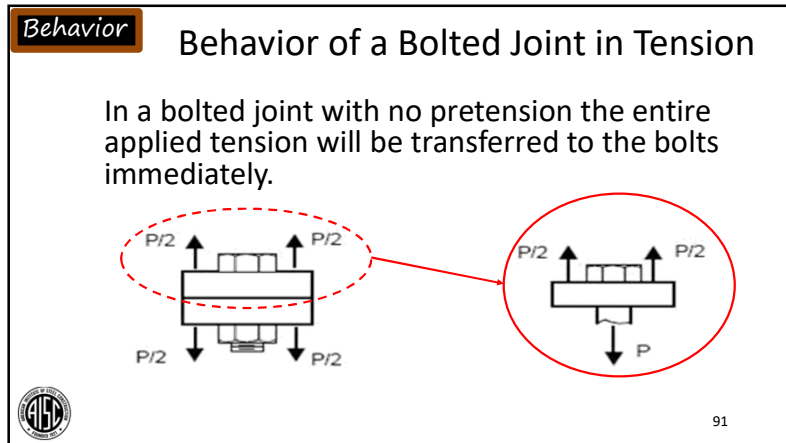 Behavior
Behavior of a Bolted Joint in Tension
In a bolted joint with no pretension the entire
applied tension will be transferred to the bolts
immediately.
P/2 P/2
P/2 P/2
P/2 P/2
P
AISC
91